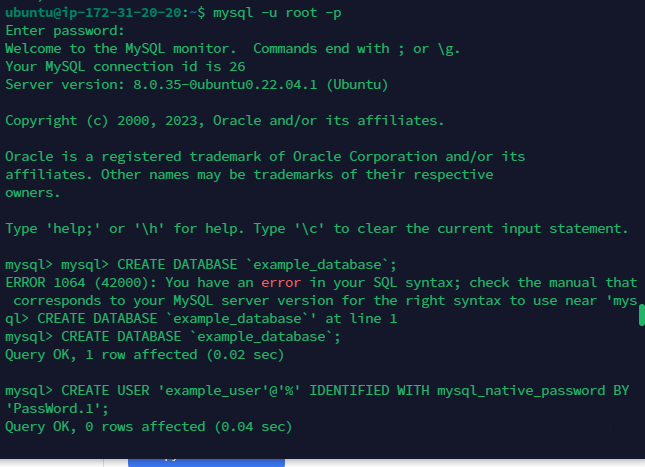 ubuntu@ip-172-31-20-20:~$ mysql -u root -p
Enter password:
Welcome to the MySQL monitor.  Commands end with ; or \g.
Your MySQL connection id is 26
Server version: 8.0.35-0ubuntu0.22.04.1 (Ubuntu)
Copyright (c) 2000, 2023, Oracle and/or its affiliates.
Oracle is a registered trademark of Oracle Corporation and/or its
affiliates. Other names may be trademarks of their respective
owners.
Type 'help;' or '\h' for help. Type '\c' to clear the current input statement.
mysql> mysql> CREATE DATABASE `example_database`;
ERROR 1064 (42000): You have an error in your SQL syntax; check the manual that
 corresponds to your MySQL server version for the right syntax to use near 'mys
ql> CREATE DATABASE `example_database`' at line 1
mysql> CREATE DATABASE `example_database`;
Query OK, 1 row affected (0.02 sec)
mysql> CREATE USER 'example_user'@'%' IDENTIFIED WITH mysql_native_password BY
'PassWord.1';
Query OK, 0 rows affected (0.04 sec)